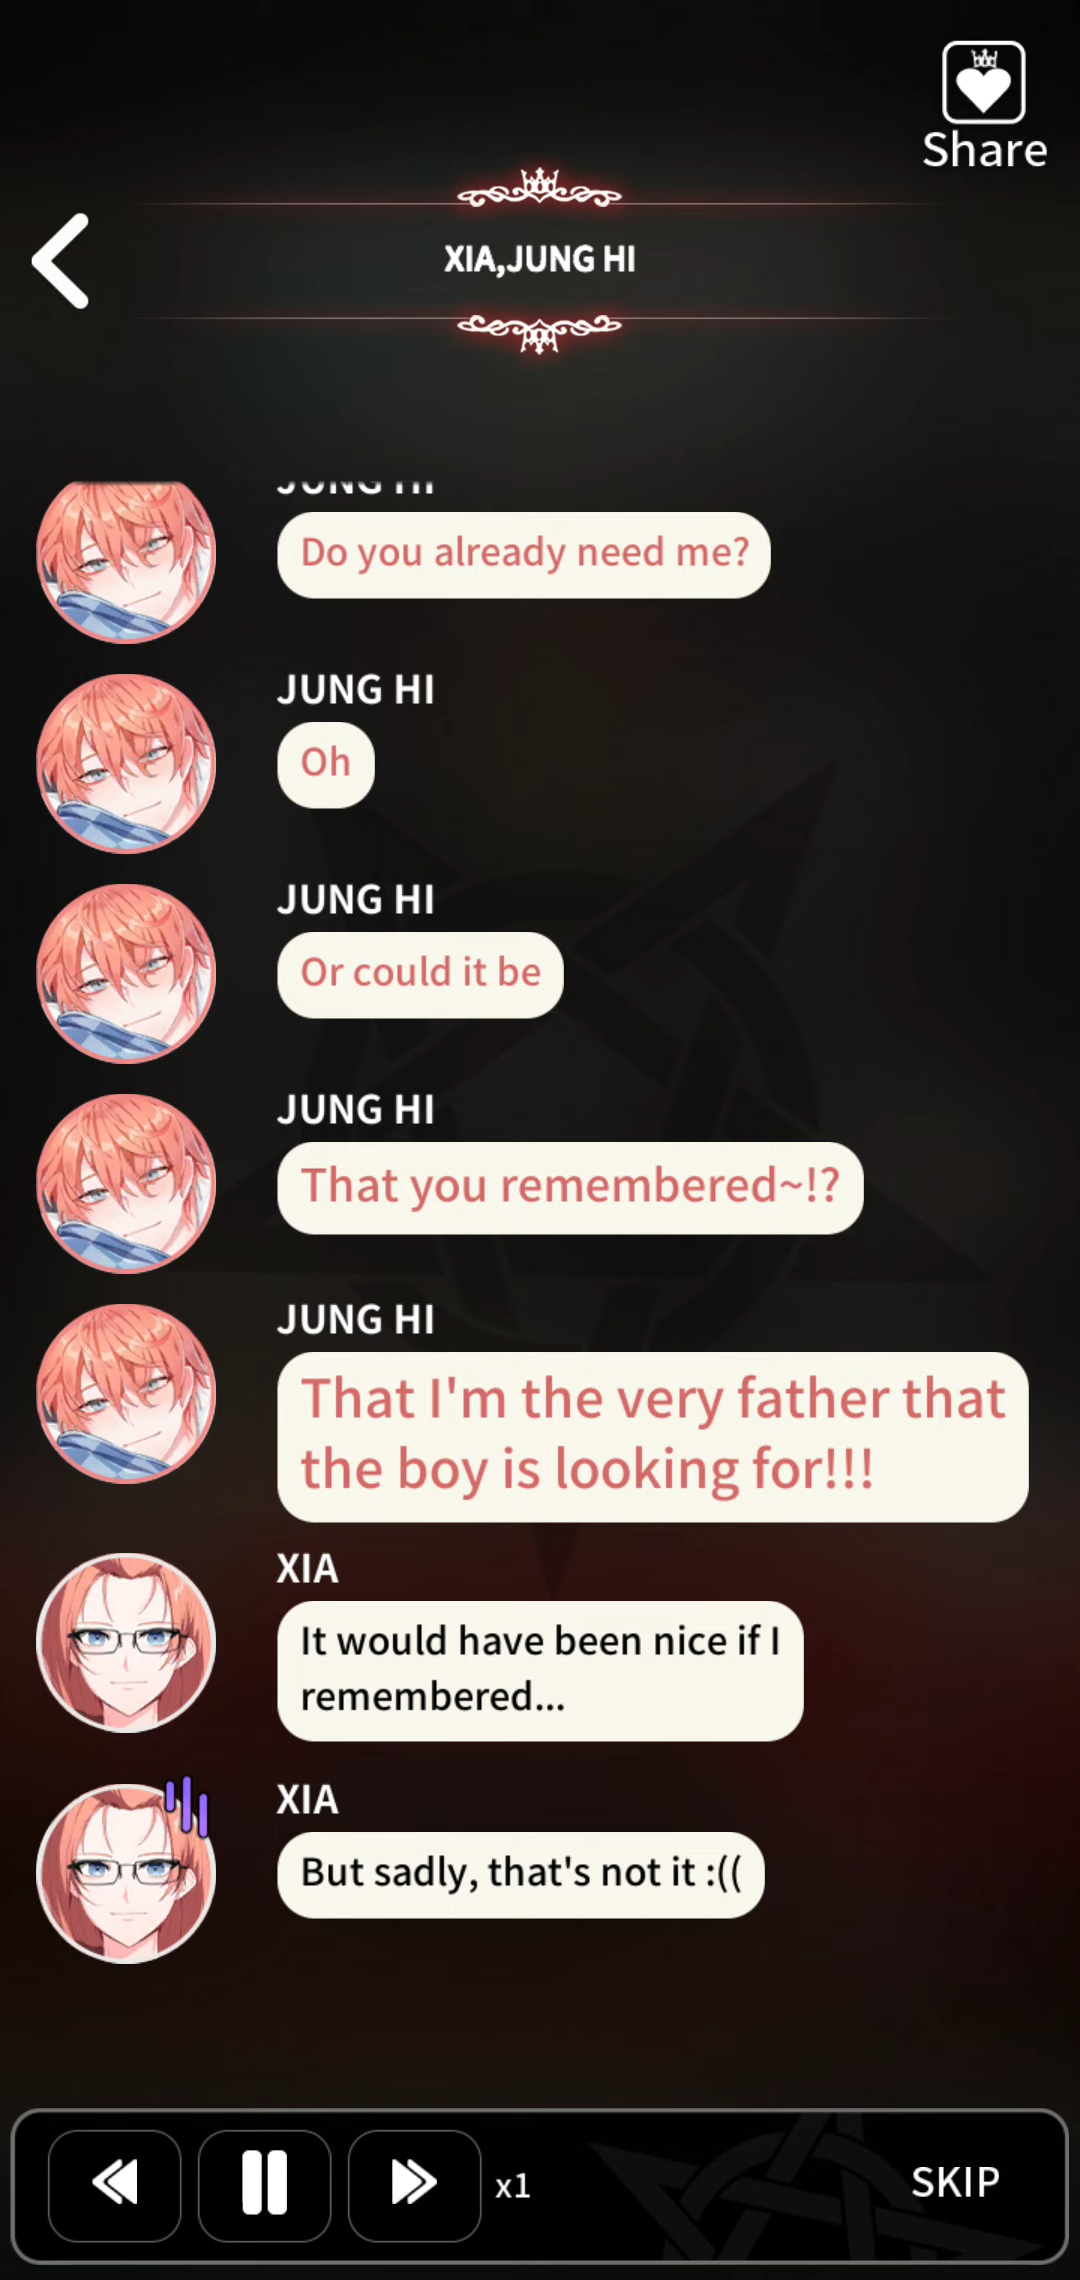 Share
XIA,JUNG HI
JUNG HI
Do you already need me?
JUNG HI
Oh
JUNG HI
Or could it be
JUNG HI
That you remembered~!?
JUNG HI
That I'm the very father that
the boy is looking for!!!
XIA
It would have been nice if I
remembered...
XIA
But sadly, that's not it :((
x1
SKIP